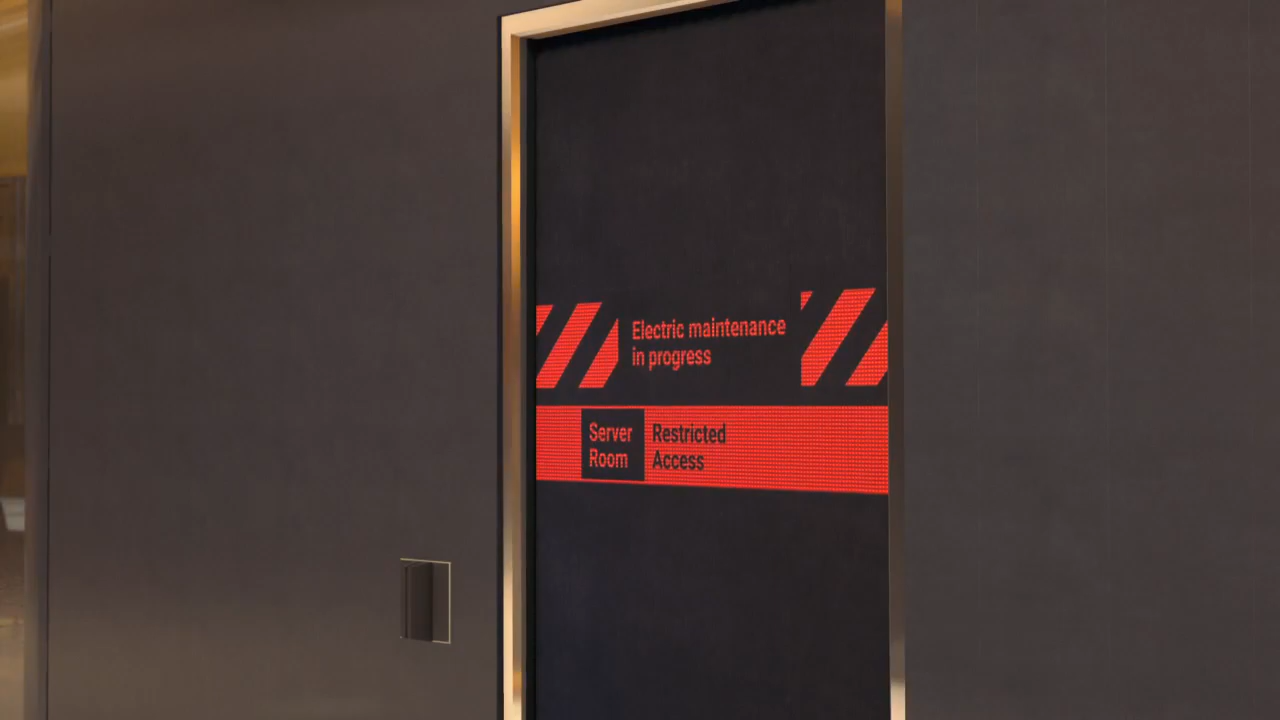 Electric maintenance
in progress
Server
Room
Restricted
Access